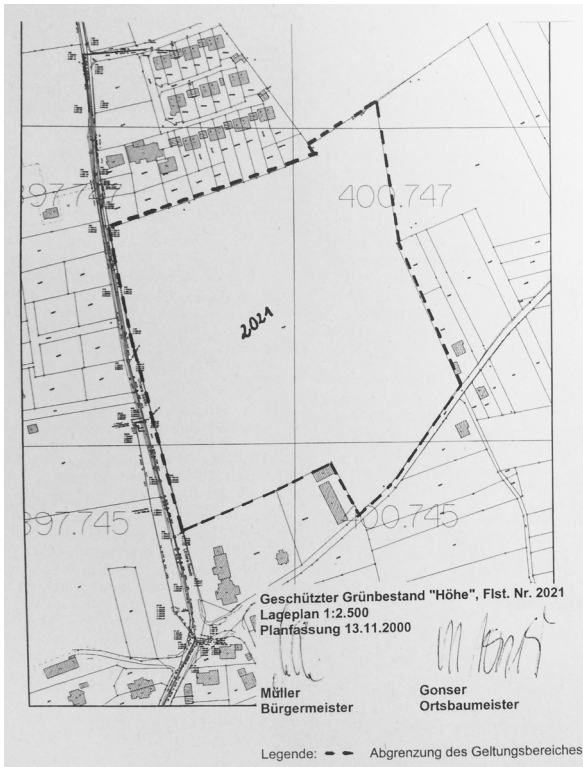 397.747
400.747
2021
397.745
400.745
Geschützter Grünbestand "Höhe", Flst. Nr. 2021
Lageplan 1:2.500
Planfassung 13.11.2000
Müller
Bürgermeister
Gonser
Ortsbaumeister
Legende: Abgrenzung des Geltungsbereiches